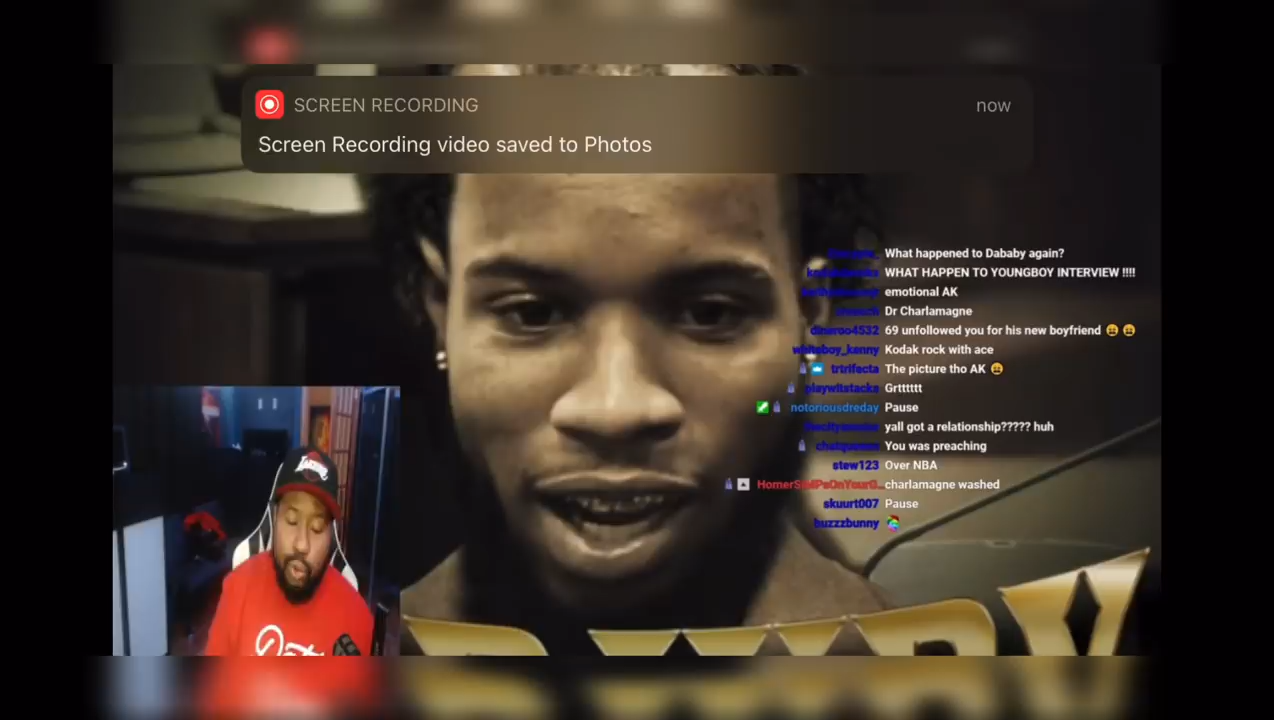 SCREEN RECORDING
now
Screen Recording video saved to Photos
What happened to Dababy again?
WHAT HAPPEN TO YOUNGBOY INTERVIEW !!!!
emotional AK
Dr Charlamagne
dineroo4532 69 unfollowed you for his new boyfriend 😫 😫
whiteboy_kenny Kodak rock with ace
trtrifecta The picture tho AK 😫
playwitstacks Grtttttt
notoriousdreday Pause
yall got a relationship????? huh
You was preaching
stew123 Over NBA
charlamagne washed
skuurt007 Pause
buzzzbunny